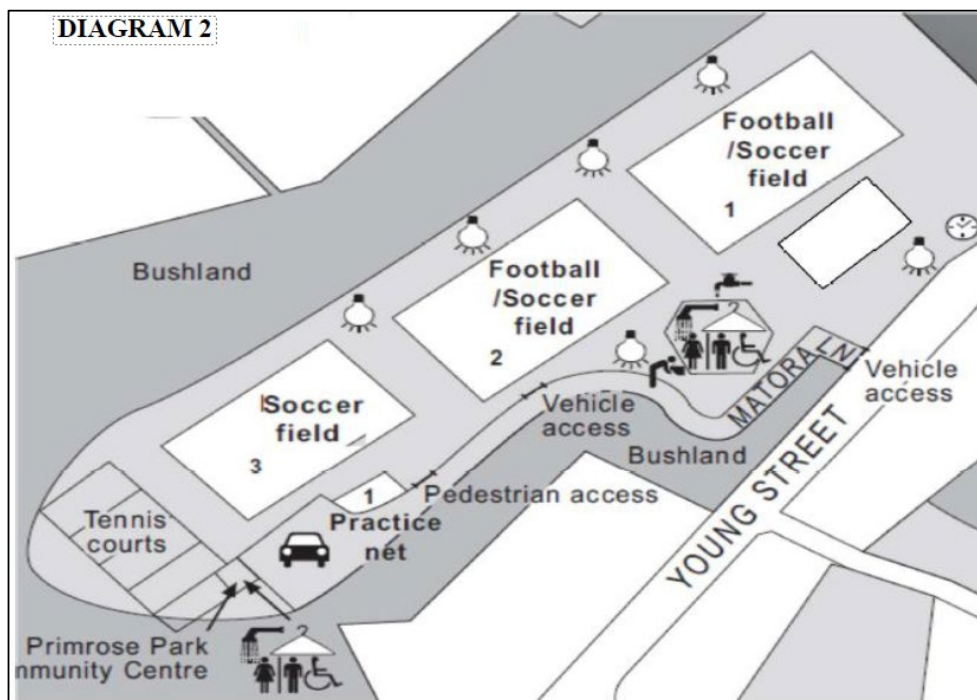 DIAGRAM 2
Football
/Soccer
field
1
Football
/Soccer
field
2
Bushland
Soccer
field
3
MATORA LN
Vehicle
access
Vehicle
access
Bushland
YOUNG STREET
1
Pedestrian access
Practice
net
Tennis
courts
Primrose Park
mmunity Centre